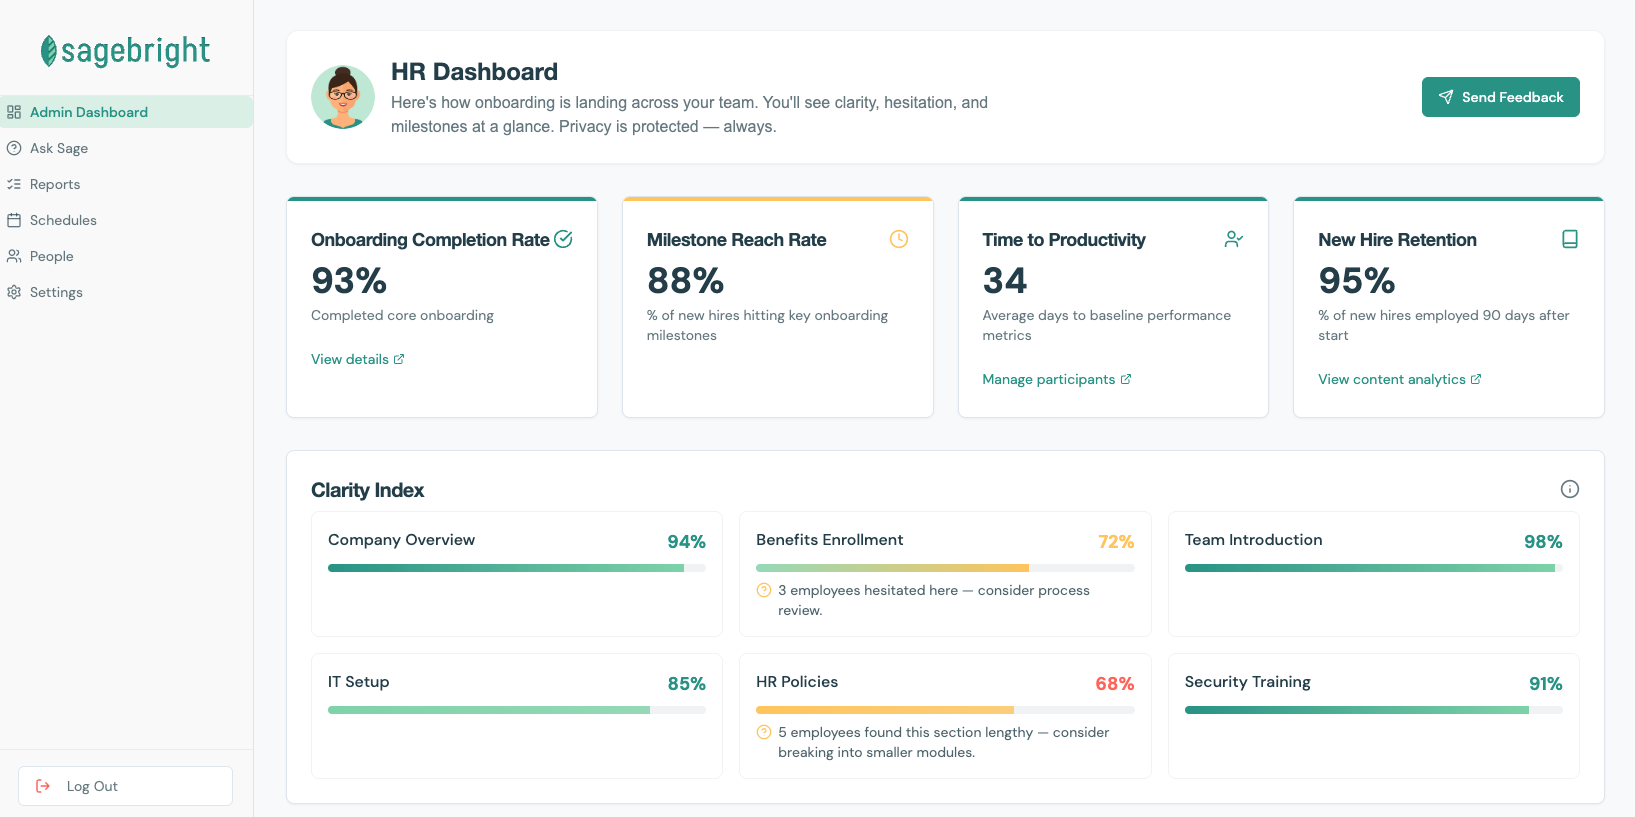 sagebright
Admin Dashboard
Ask Sage
Reports
Schedules
People
Settings
Log Out
HR Dashboard
Here's how onboarding is landing across your team. You'll see clarity, hesitation, and
milestones at a glance. Privacy is protected — always.
Send Feedback
Onboarding Completion Rate
93%
Completed core onboarding
View details
Milestone Reach Rate
88%
% of new hires hitting key onboarding
milestones
Time to Productivity
34
Average days to baseline performance
metrics
Manage participants
New Hire Retention
95%
% of new hires employed 90 days after
start
View content analytics
Clarity Index
Company Overview 94%
Benefits Enrollment 72%
3 employees hesitated here — consider process
review.
Team Introduction 98%
IT Setup 85%
HR Policies 68%
5 employees found this section lengthy — consider
breaking into smaller modules.
Security Training 91%